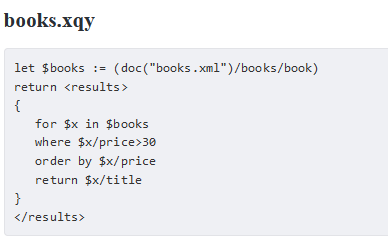 books.xqy
let $books := (doc("books.xml")/books/book)
return <results>
{
   for $x in $books
   where $x/price>30
   order by $x/price
   return $x/title
}
</results>